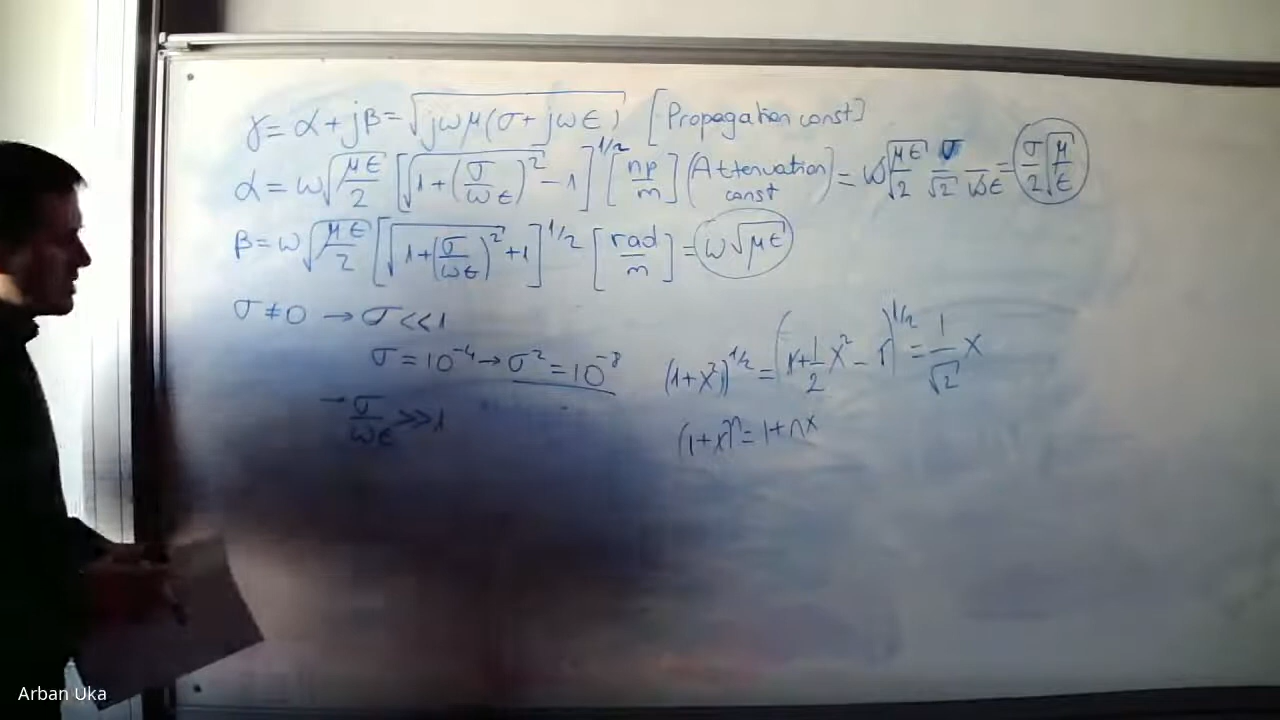 γ = α + jβ = √(jωμ(σ + jωϵ)) [Propagation const]
α = ω√(μϵ/2) [√(1 + (σ/ωϵ)²) - 1]^1/2 [np/m] (Attenuation const) = ω√(μϵ/2) σ/√2 1/ωϵ = σ/2 √(μ/ϵ)
β = ω√(μϵ/2) [√(1 + (σ/ωϵ)²) + 1]^1/2 [rad/m] = ω√(μϵ)
σ ≠ 0 → σ << 1
σ = 10^-4 → σ² = 10^-8
(1+x²)^1/2 = (1 + 1/2 x² - 1)^1/2 = 1/√2 x
→ σ/ωϵ >> 1
(1+x)^n = 1 + nx
Arban Uka